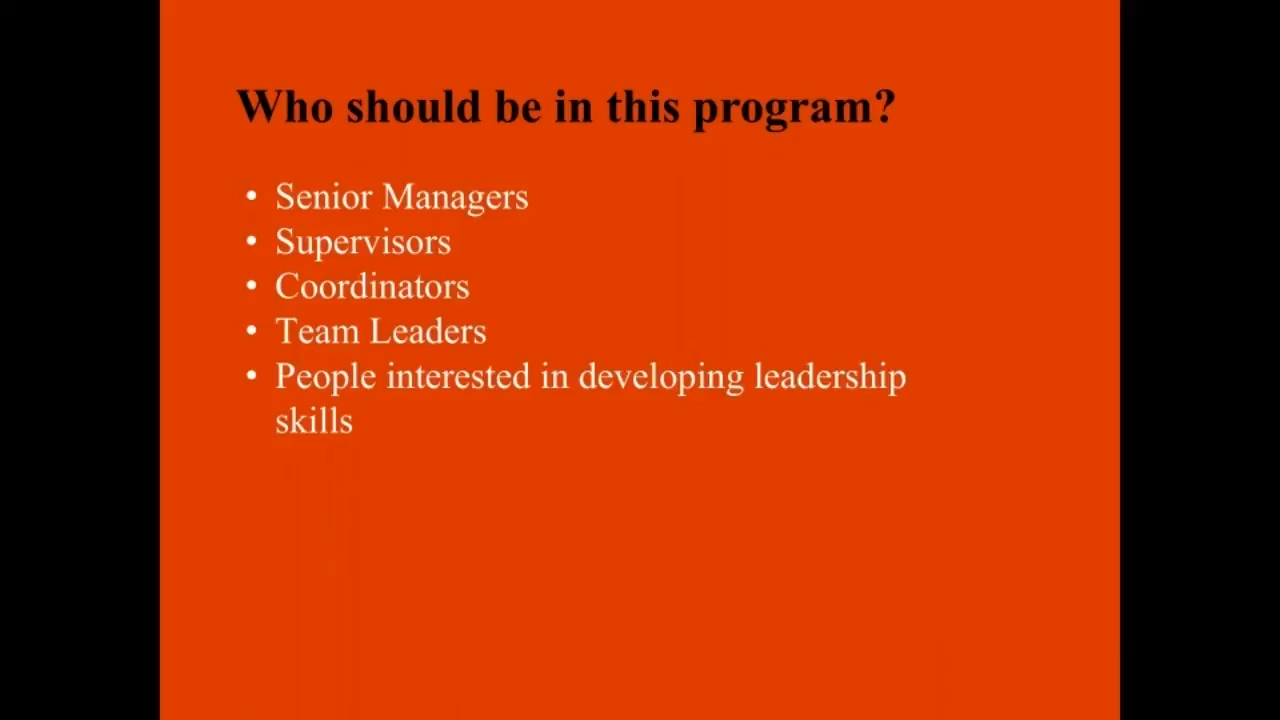 Who should be in this program?
• Senior Managers
• Supervisors
• Coordinators
• Team Leaders
• People interested in developing leadership
skills